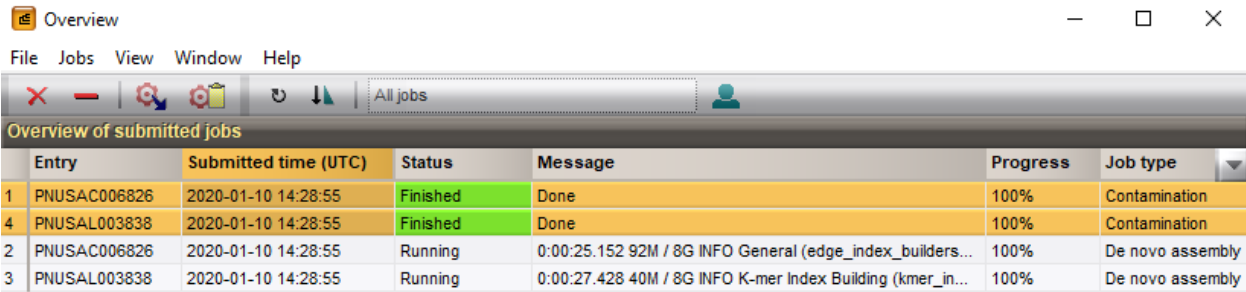 Overview
File Jobs View Window Help
All jobs
Overview of submitted jobs
Entry Submitted time (UTC) Status Message Progress Job type
1 PNUSAC006826 2020-01-10 14:28:55 Finished Done 100% Contamination
4 PNUSAL003838 2020-01-10 14:28:55 Finished Done 100% Contamination
2 PNUSAC006826 2020-01-10 14:28:55 Running 0:00:25.152 92M / 8G INFO General (edge_index_builders... 100% De novo assembly
3 PNUSAL003838 2020-01-10 14:28:55 Running 0:00:27.428 40M / 8G INFO K-mer Index Building (kmer_in... 100% De novo assembly